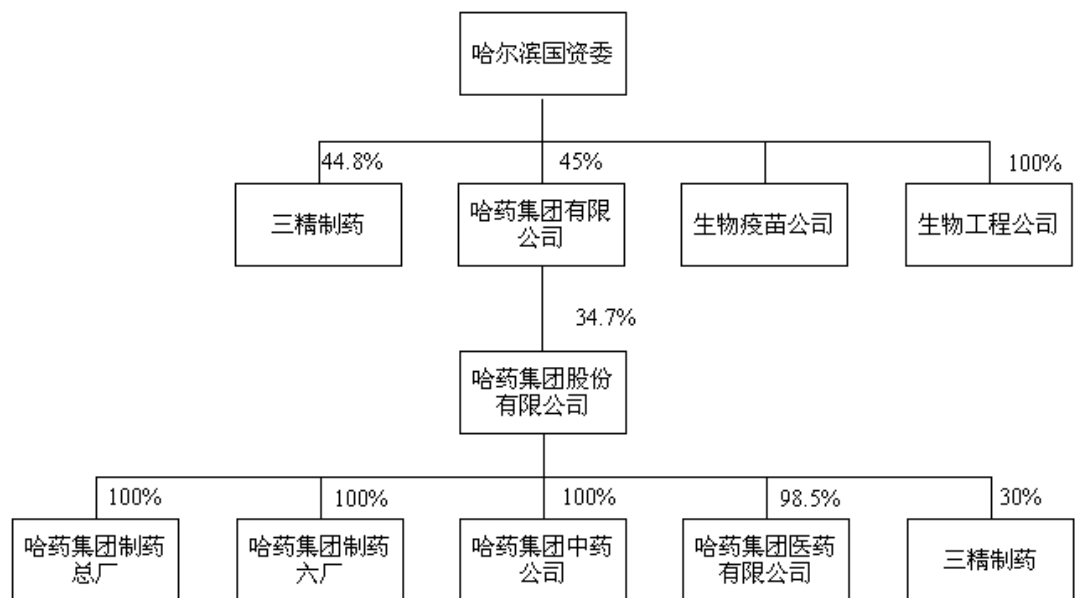 哈尔滨国资委
44.8%
45%
100%
三精制药
哈药集团有限
公司
生物疫苗公司
生物工程公司
34.7%
哈药集团股份
有限公司
100%
100%
100%
98.5%
30%
哈药集团制药
总厂
哈药集团制药
六厂
哈药集团中药
公司
哈药集团医药
有限公司
三精制药